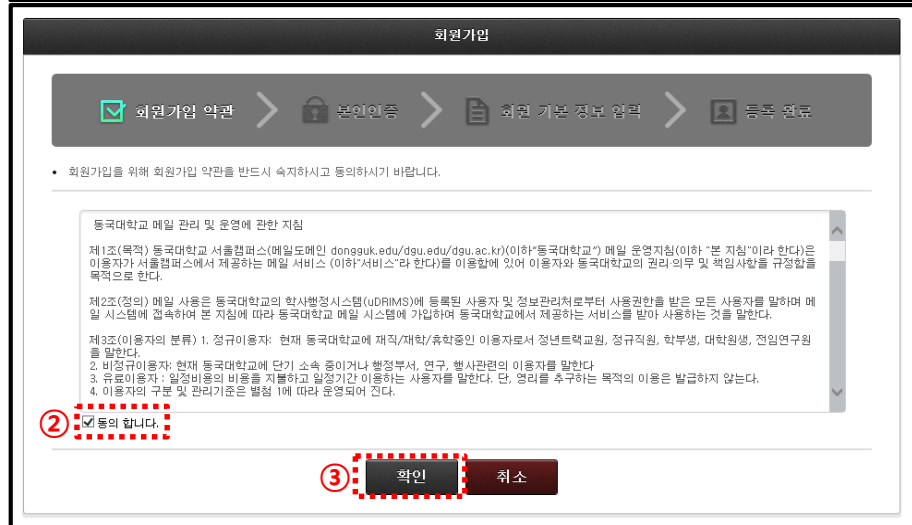 회원가입
회원가입 약관 본인인증 회원 기본 정보 입력 등록 완료
• 회원가입을 위해 회원가입 약관을 반드시 숙지하시고 동의하시기 바랍니다.
동국대학교 메일 관리 및 운영에 관한 지침
제1조(목적) 동국대학교 서울캠퍼스(메일도메인 dongguk.edu/dgu.edu/dgu.ac.kr)(이하"동국대학교") 메일 운영지침(이하 "본 지침"이라 한다)은
이용자가 서울캠퍼스에서 제공하는 메일 서비스 (이하"서비스"라 한다)를 이용함에 있어 이용자와 동국대학교의 권리·의무 및 책임사항을 규정함을
목적으로 한다.
제2조(정의) 메일 사용은 동국대학교의 학사행정시스템(uDRIMS)에 등록된 사용자 및 정보관리처로부터 사용권한을 받은 모든 사용자를 말하며 메
일 시스템에 접속하여 본 지침에 따라 동국대학교 메일 시스템에 가입하여 동국대학교에서 제공하는 서비스를 받아 사용하는 것을 말한다.
제3조(이용자의 분류) 1. 정규이용자: 현재 동국대학교에 재직/재학/휴학중인 이용자로서 정년트랙교원, 정규직원, 학부생, 대학원생, 전임연구원
을 말한다.
2. 비정규이용자: 현재 동국대학교에 단기 소속 중이거나 행정부서, 연구, 행사관련의 이용자를 말한다
3. 유료이용자 : 일정비용의 비용을 지불하고 일정기간 이용하는 사용자를 말한다. 단, 영리를 추구하는 목적의 이용은 발급하지 않는다.
4. 이용자의 구분 및 관리기준은 별첨 1에 따라 운영되어 진다.
② 동의 합니다.
③ 확인 취소